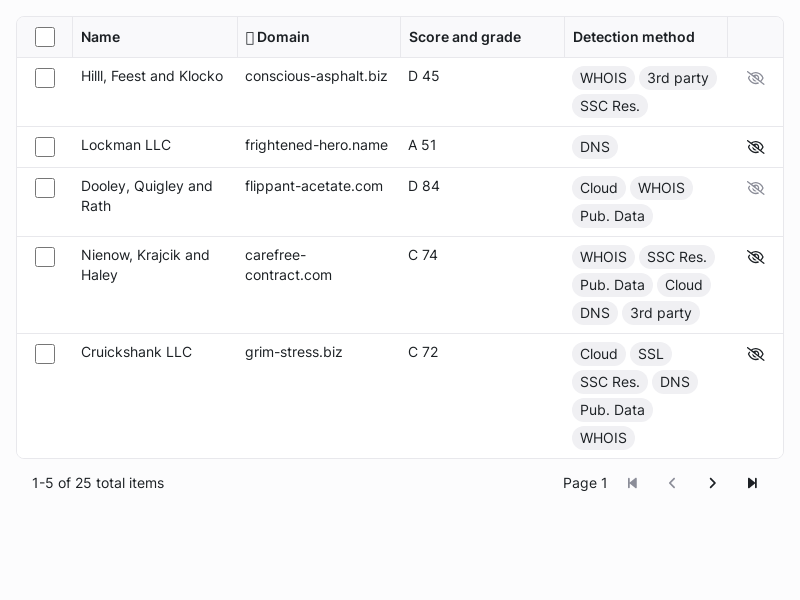 Name Domain Score and grade Detection method
Hilll, Feest and Klocko conscious-asphalt.biz D 45 WHOIS 3rd party
SSC Res.
Lockman LLC frightened-hero.name A 51 DNS
Dooley, Quigley and flippant-acetate.com D 84 Cloud WHOIS
Rath Pub. Data
Nienow, Krajcik and carefree- C 74 WHOIS SSC Res.
Haley contract.com Pub. Data Cloud
DNS 3rd party
Cruickshank LLC grim-stress.biz C 72 Cloud SSL
SSC Res. DNS
Pub. Data
WHOIS
1-5 of 25 total items Page 1